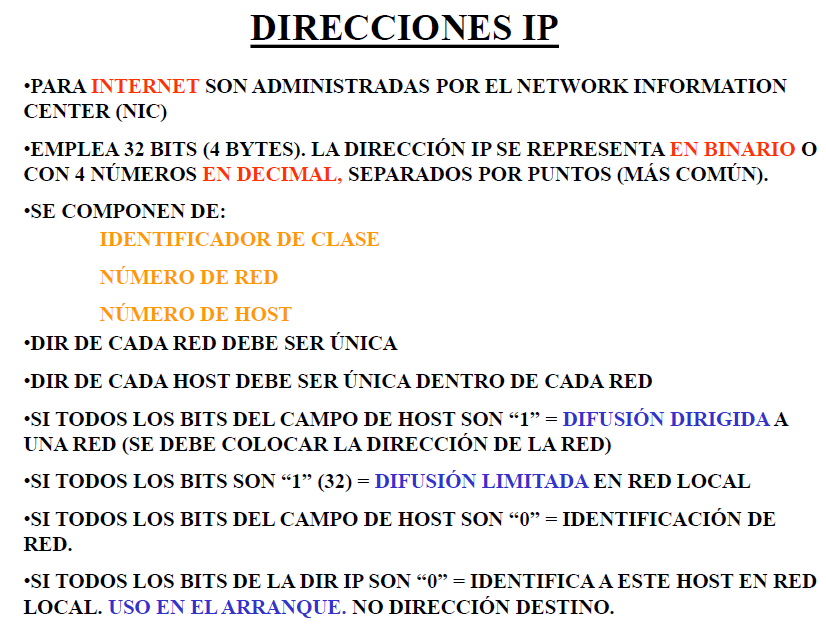 DIRECCIONES IP
•PARA INTERNET SON ADMINISTRADAS POR EL NETWORK INFORMATION
CENTER (NIC)
•EMPLEA 32 BITS (4 BYTES). LA DIRECCIÓN IP SE REPRESENTA EN BINARIO O
CON 4 NÚMEROS EN DECIMAL, SEPARADOS POR PUNTOS (MÁS COMÚN).
•SE COMPONEN DE:
IDENTIFICADOR DE CLASE
NÚMERO DE RED
NÚMERO DE HOST
•DIR DE CADA RED DEBE SER ÚNICA
•DIR DE CADA HOST DEBE SER ÚNICA DENTRO DE CADA RED
•SI TODOS LOS BITS DEL CAMPO DE HOST SON “1” = DIFUSIÓN DIRIGIDA A
UNA RED (SE DEBE COLOCAR LA DIRECCIÓN DE LA RED)
•SI TODOS LOS BITS SON “1” (32) = DIFUSIÓN LIMITADA EN RED LOCAL
•SI TODOS LOS BITS DEL CAMPO DE HOST SON “0” = IDENTIFICACIÓN DE
RED.
•SI TODOS LOS BITS DE LA DIR IP SON “0” = IDENTIFICA A ESTE HOST EN RED
LOCAL. USO EN EL ARRANQUE. NO DIRECCIÓN DESTINO.